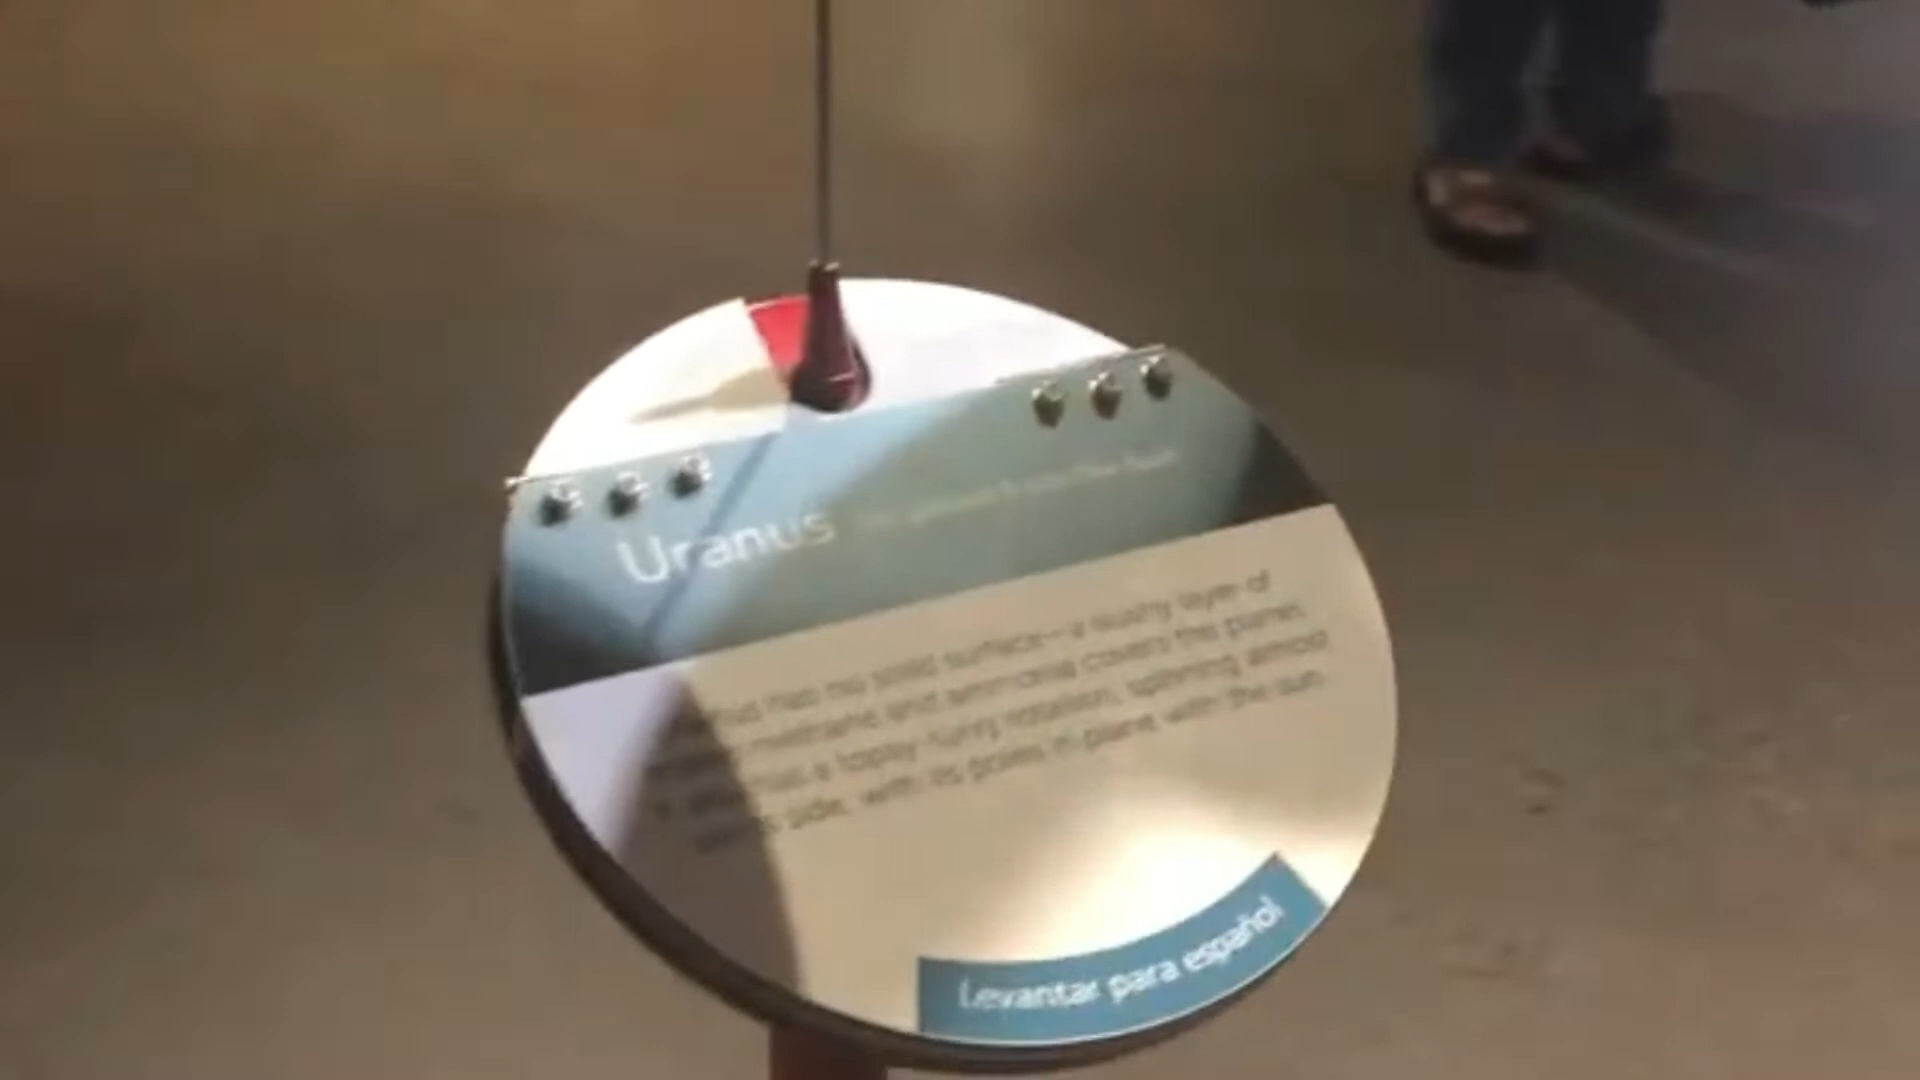 Uranus
has no solid surface—a slushy layer of
methane and ammonia covers the planet.
has a topsy-turvy rotation, spinning almost
side, with its poles in plane with the sun.
Levantar para español